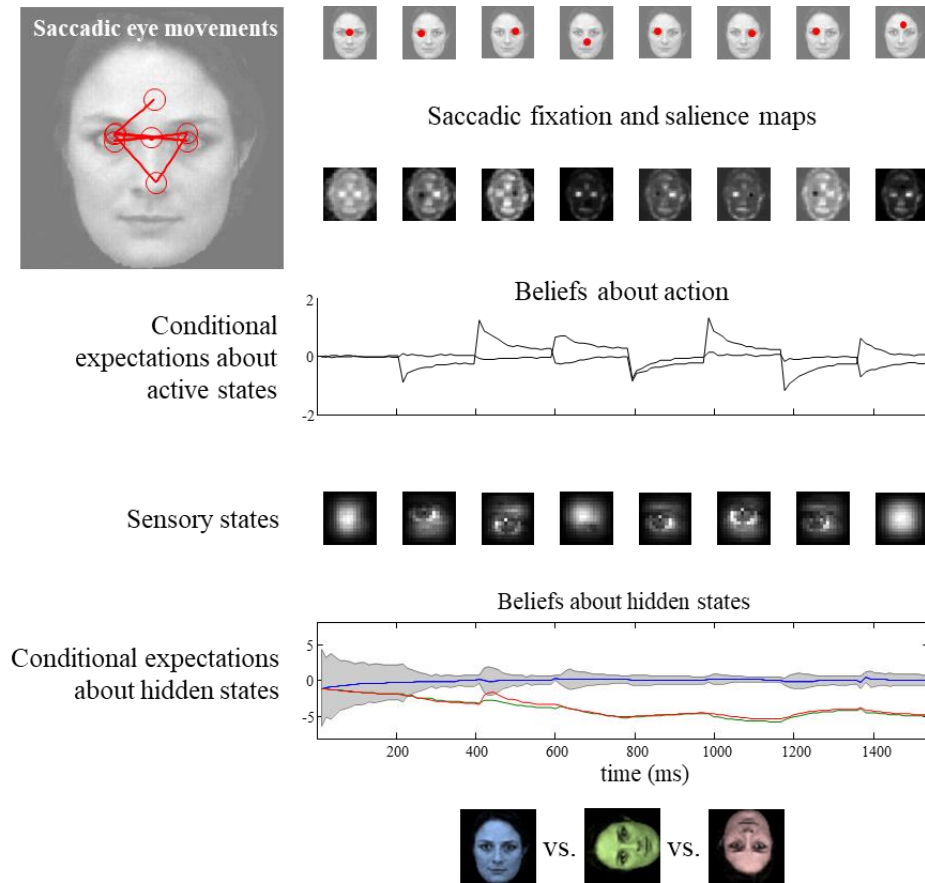 Saccadic eye movements
Saccadic fixation and salience maps
Beliefs about action
Conditional
expectations about
active states
2
0
-2
Sensory states
Beliefs about hidden states
Conditional expectations
about hidden states
5
0
-5
200 400 600 800 1000 1200 1400
time (ms)
vs. vs.